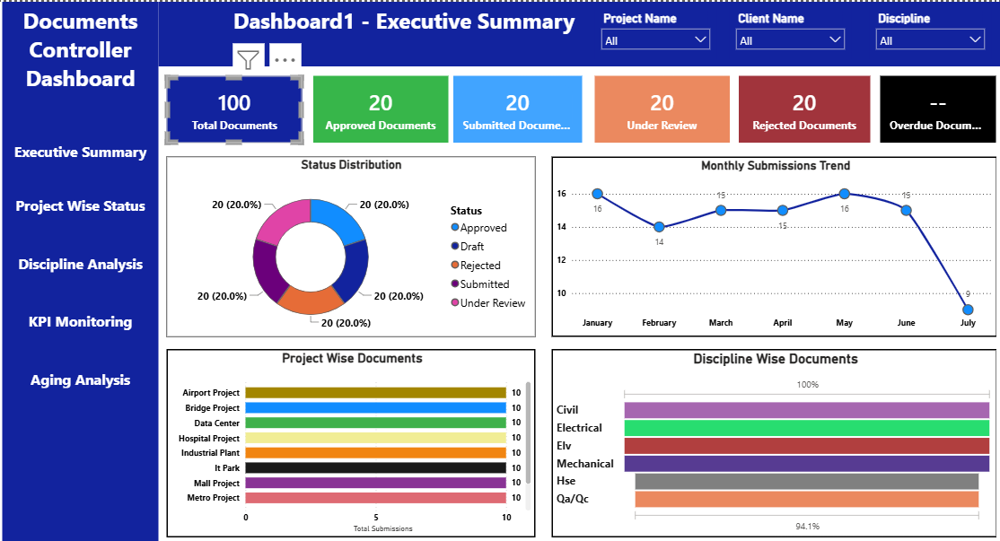 Documents
Controller
Dashboard
Executive Summary
Project Wise Status
Discipline Analysis
KPI Monitoring
Aging Analysis
Dashboard1 - Executive Summary
Project Name
All
Client Name
All
Discipline
All
100
Total Documents
20
Approved Documents
20
Submitted Docume...
20
Under Review
20
Rejected Documents
--
Overdue Docum...
Status Distribution
20 (20.0%)
20 (20.0%)
20 (20.0%)
20 (20.0%)
20 (20.0%)
Status
Approved
Draft
Rejected
Submitted
Under Review
Monthly Submissions Trend
16
14
12
10
16
14
15
15
16
15
9
January February March April May June July
Project Wise Documents
Airport Project 10
Bridge Project 10
Data Center 10
Hospital Project 10
Industrial Plant 10
It Park 10
Mall Project 10
Metro Project 10
0 5 10
Total Submissions
Discipline Wise Documents
100%
Civil
Electrical
Elv
Mechanical
Hse
Qa/Qc
94.1%